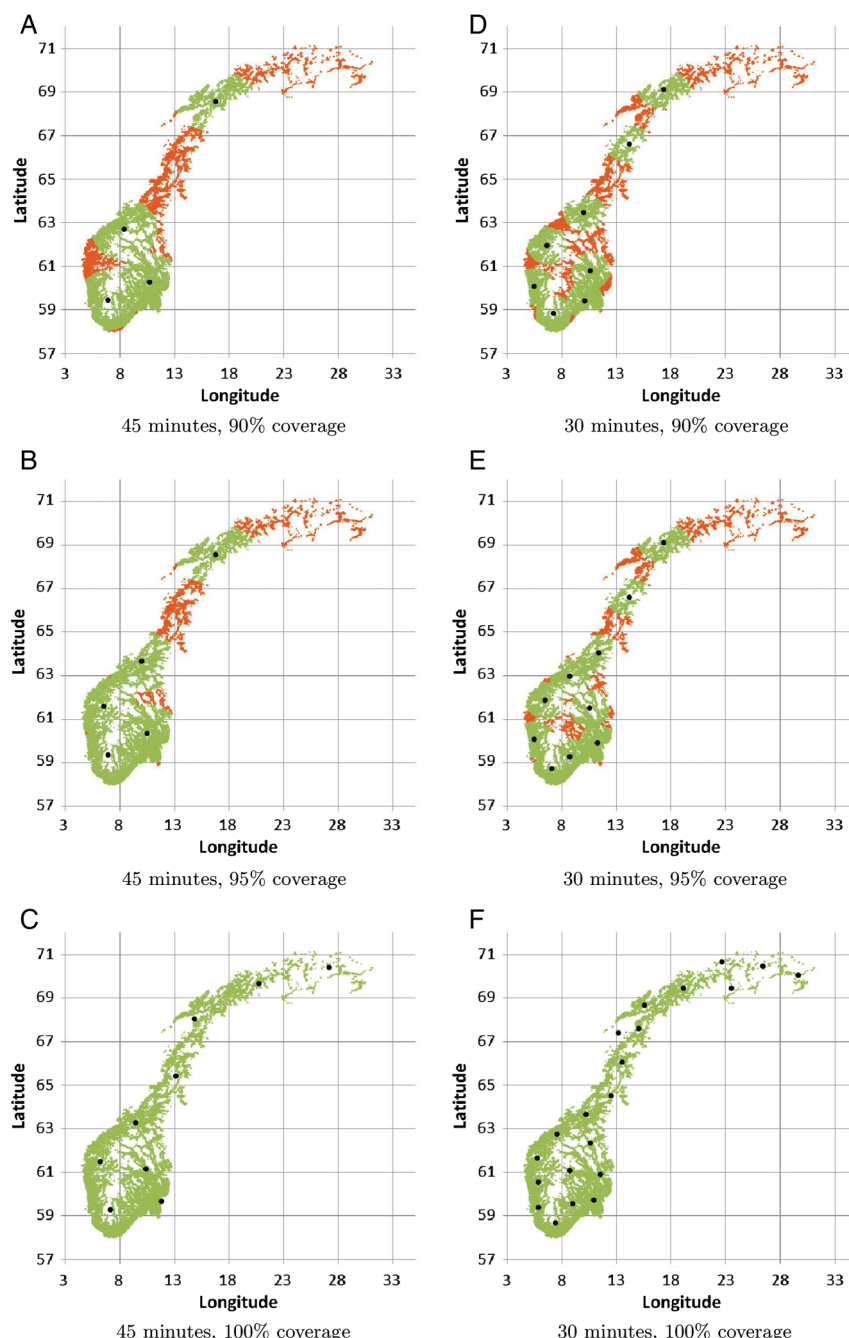 A
71
69
67
65
63
61
59
57
Latitude
3 8 13 18 23 28 33
Longitude
45 minutes, 90% coverage
D
71
69
67
65
63
61
59
57
Latitude
3 8 13 18 23 28 33
Longitude
30 minutes, 90% coverage
B
71
69
67
65
63
61
59
57
Latitude
3 8 13 18 23 28 33
Longitude
45 minutes, 95% coverage
E
71
69
67
65
63
61
59
57
Latitude
3 8 13 18 23 28 33
Longitude
30 minutes, 95% coverage
C
71
69
67
65
63
61
59
57
Latitude
3 8 13 18 23 28 33
Longitude
45 minutes, 100% coverage
F
71
69
67
65
63
61
59
57
Latitude
3 8 13 18 23 28 33
Longitude
30 minutes, 100% coverage